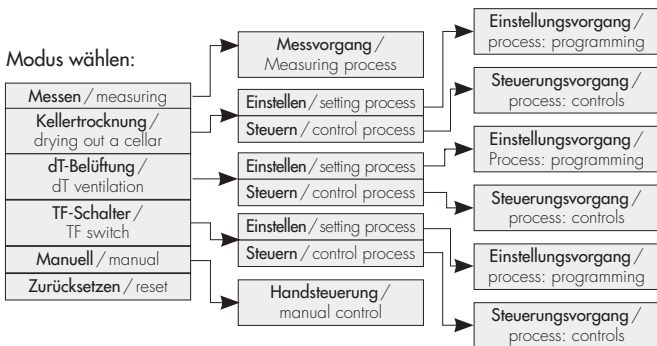 Modus wählen:
Messen / measuring
Kellertrocknung /
drying out a cellar
dT-Belüftung /
dT ventilation
TF-Schalter /
TF switch
Manuell / manual
Zurücksetzen / reset
Messvorgang /
Measuring process
Einstellen / setting process
Steuern / control process
Einstellen / setting process
Steuern / control process
Einstellen / setting process
Steuern / control process
Handsteuerung /
manual control
Einstellungsvorgang /
process: programming
Steuerungsvorgang /
process: controls
Einstellungsvorgang /
Process: programming
Steuerungsvorgang /
process: controls
Einstellungsvorgang /
process: programming
Steuerungsvorgang /
process: controls